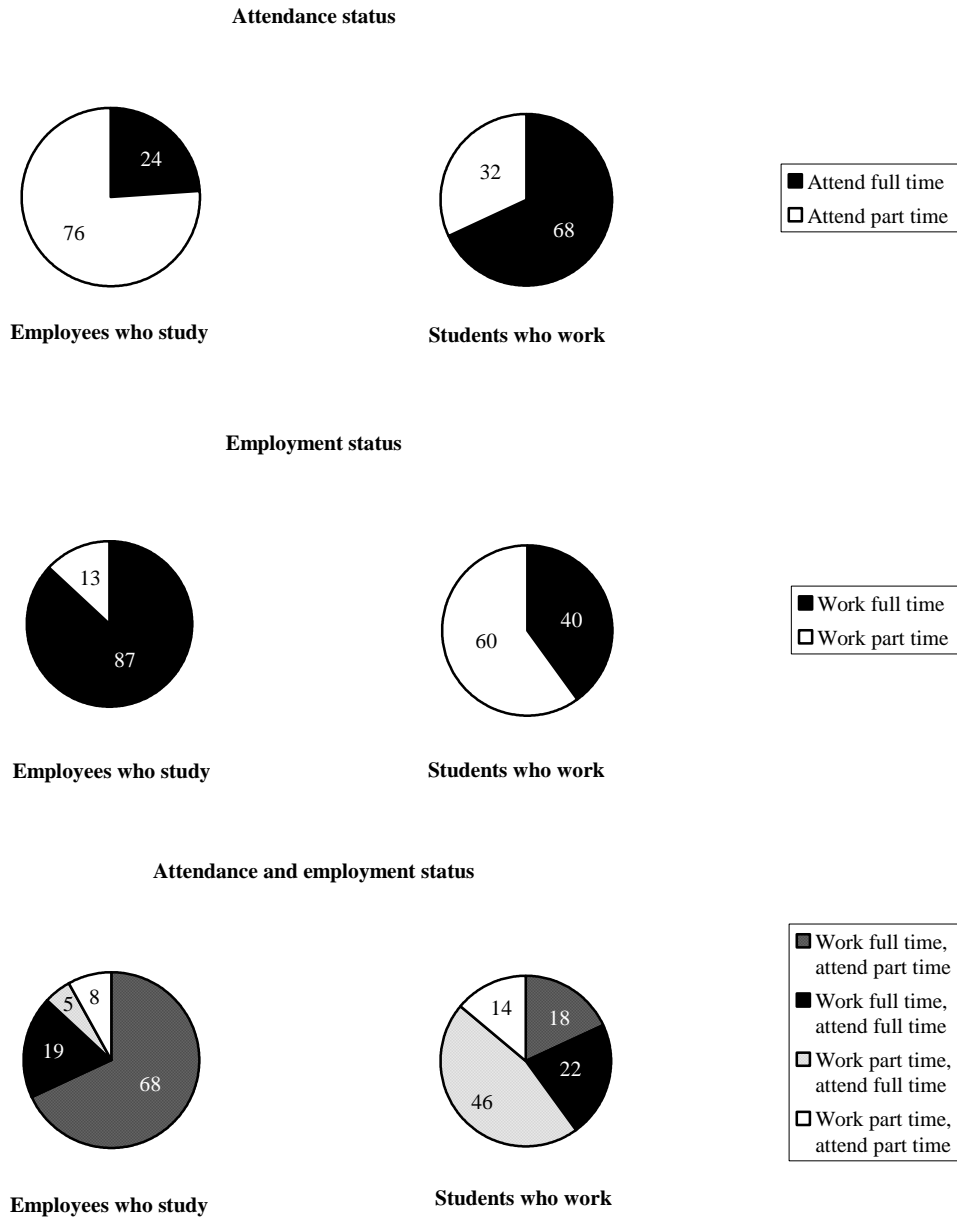 Attendance status
24
76
32
68
Attend full time
Attend part time
Employees who study
Students who work
Employment status
13
87
40
60
Work full time
Work part time
Employees who study
Students who work
Attendance and employment status
5
8
19
68
14
18
22
46
Work full time,
attend part time
Work full time,
attend full time
Work part time,
attend full time
Work part time,
attend part time
Employees who study
Students who work